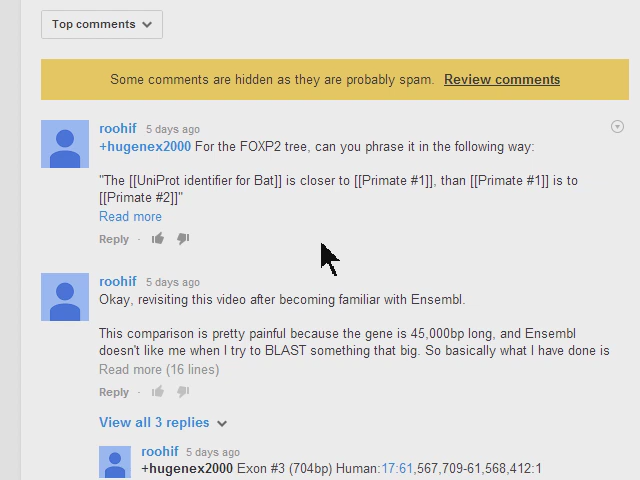 Top comments
Some comments are hidden as they are probably spam. Review comments
roohif 5 days ago
+hugenex2000 For the FOXP2 tree, can you phrase it in the following way:
"The [[UniProt identifier for Bat]] is closer to [[Primate #1]], than [[Primate #1]] is to
[[Primate #2]]"
Read more
Reply ·
roohif 5 days ago
Okay, revisiting this video after becoming familiar with Ensembl.
This comparison is pretty painful because the gene is 45,000bp long, and Ensembl
doesn't like me when I try to BLAST something that big. So basically what I have done is
Read more (16 lines)
Reply ·
View all 3 replies
roohif 5 days ago
+hugenex2000 Exon #3 (704bp) Human:17:61,567,709-61,568,412:1